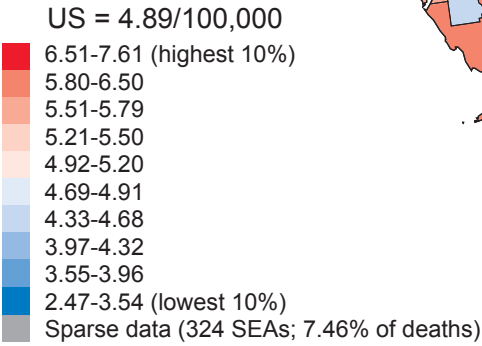 US = 4.89/100,000
6.51-7.61 (highest 10%)
5.80-6.50
5.51-5.79
5.21-5.50
4.92-5.20
4.69-4.91
4.33-4.68
3.97-4.32
3.55-3.96
2.47-3.54 (lowest 10%)
Sparse data (324 SEAs; 7.46% of deaths)